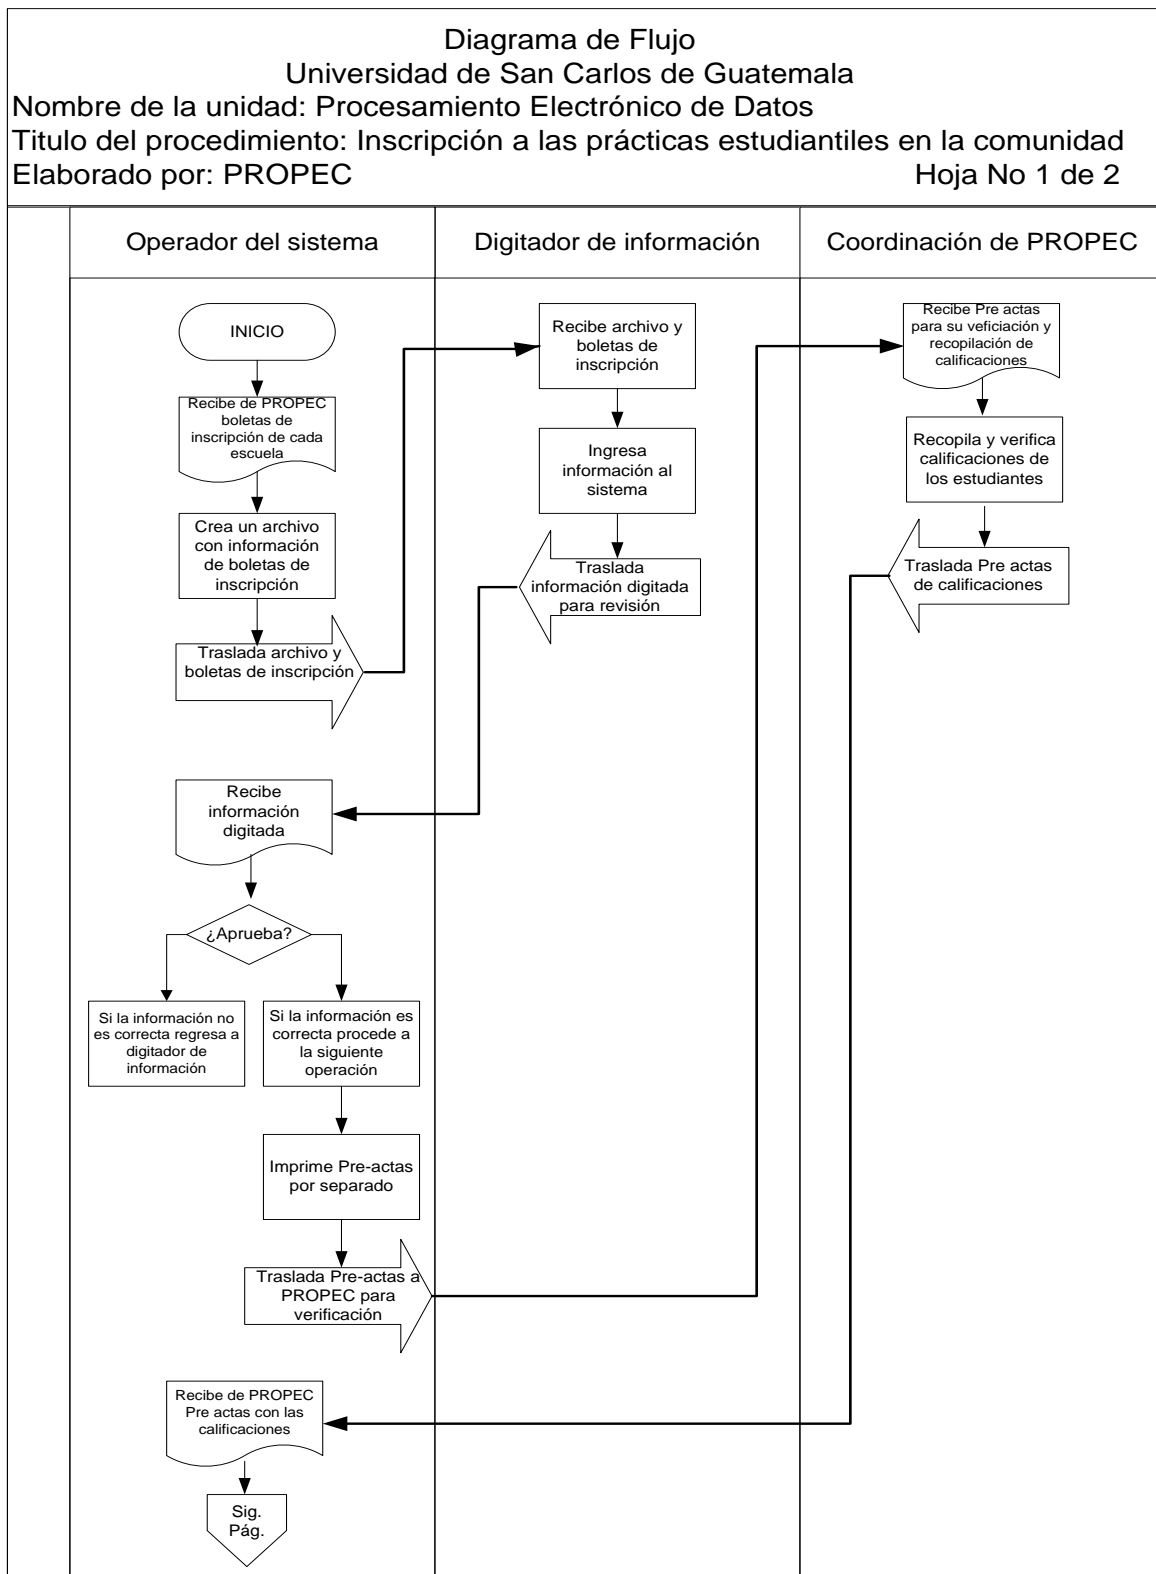 Diagrama de Flujo
Universidad de San Carlos de Guatemala
Nombre de la unidad: Procesamiento Electrónico de Datos
Titulo del procedimiento: Inscripción a las prácticas estudiantiles en la comunidad
Elaborado por: PROPEC Hoja No 1 de 2
Operador del sistema
Digitador de información
Coordinación de PROPEC
INICIO
Recibe de PROPEC
boletas de
inscripción de cada
escuela
Crea un archivo
con información
de boletas de
inscripción
Traslada archivo y
boletas de inscripción
Recibe archivo y
boletas de
inscripción
Ingresa
información al
sistema
Traslada
información digitada
para revisión
Recibe
información
digitada
¿Aprueba?
Si la información no
es correcta regresa a
digitador de
información
Si la información es
correcta procede a
la siguiente
operación
Imprime Pre-actas
por separado
Traslada Pre-actas a
PROPEC para
verificación
Recibe Pre actas
para su veficiación y
recopilación de
calificaciones
Recopila y verifica
calificaciones de
los estudiantes
Traslada Pre actas
de calificaciones
Recibe de PROPEC
Pre actas con las
calificaciones
Sig.
Pág.